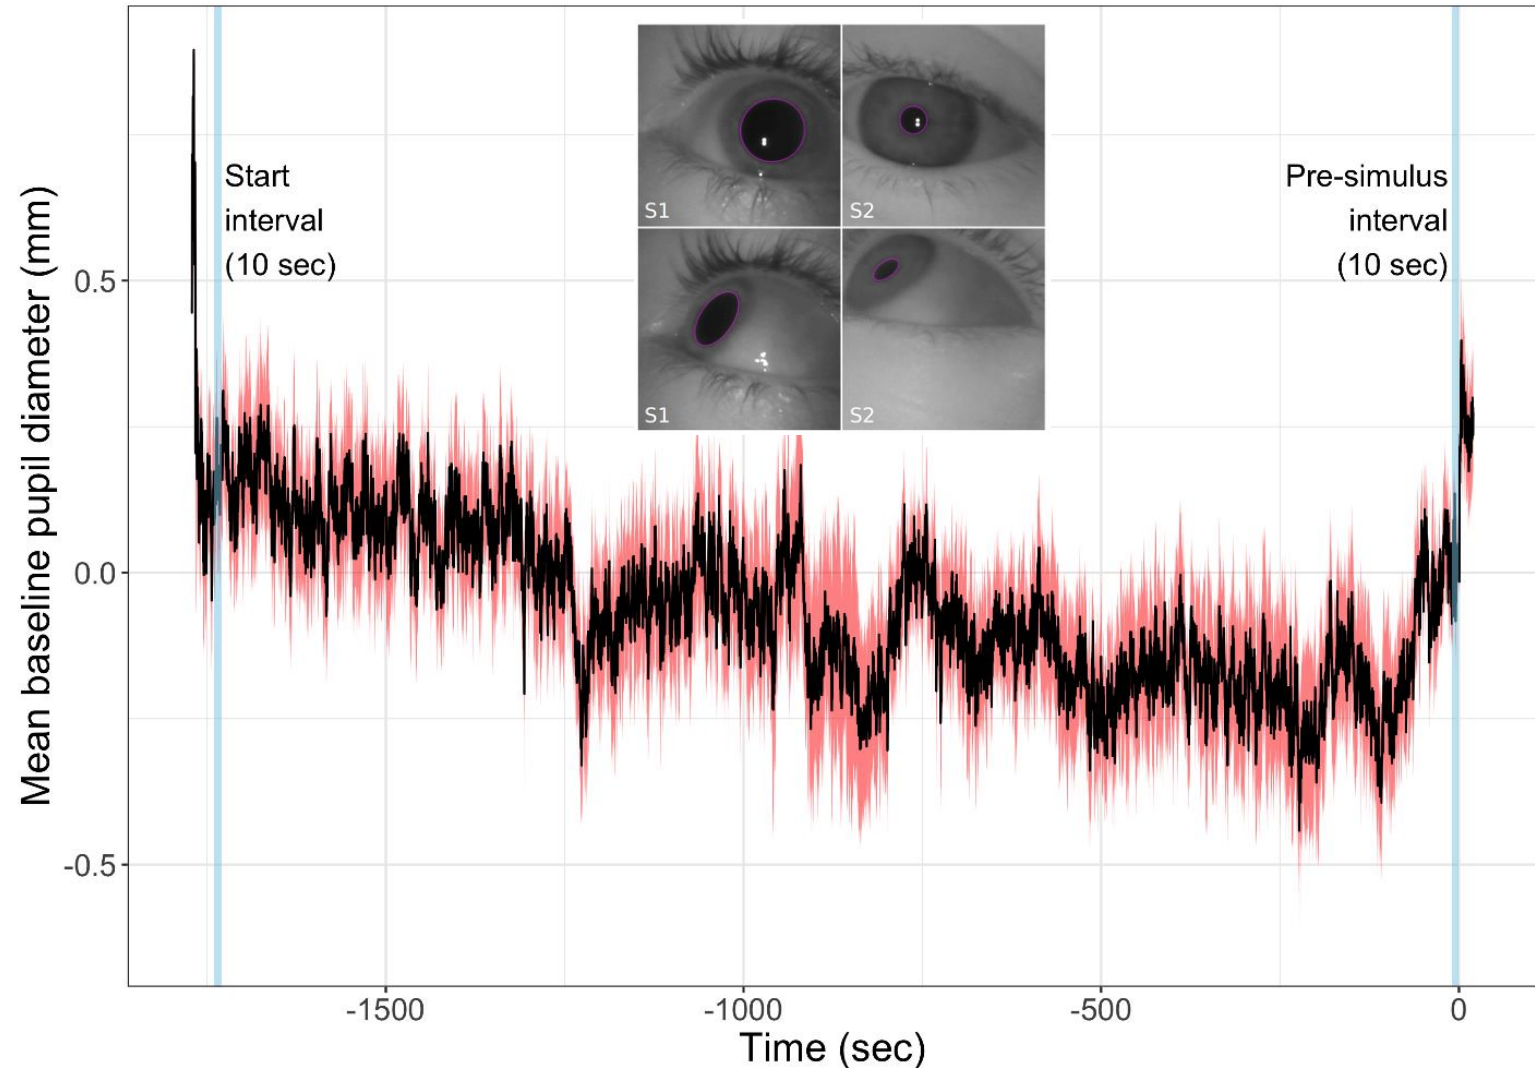 Mean baseline pupil diameter (mm)
0.5
0.0
-0.5
Start
interval
(10 sec)
S1
S2
S1
S2
Pre-simulus
interval
(10 sec)
-1500
-1000
-500
0
Time (sec)